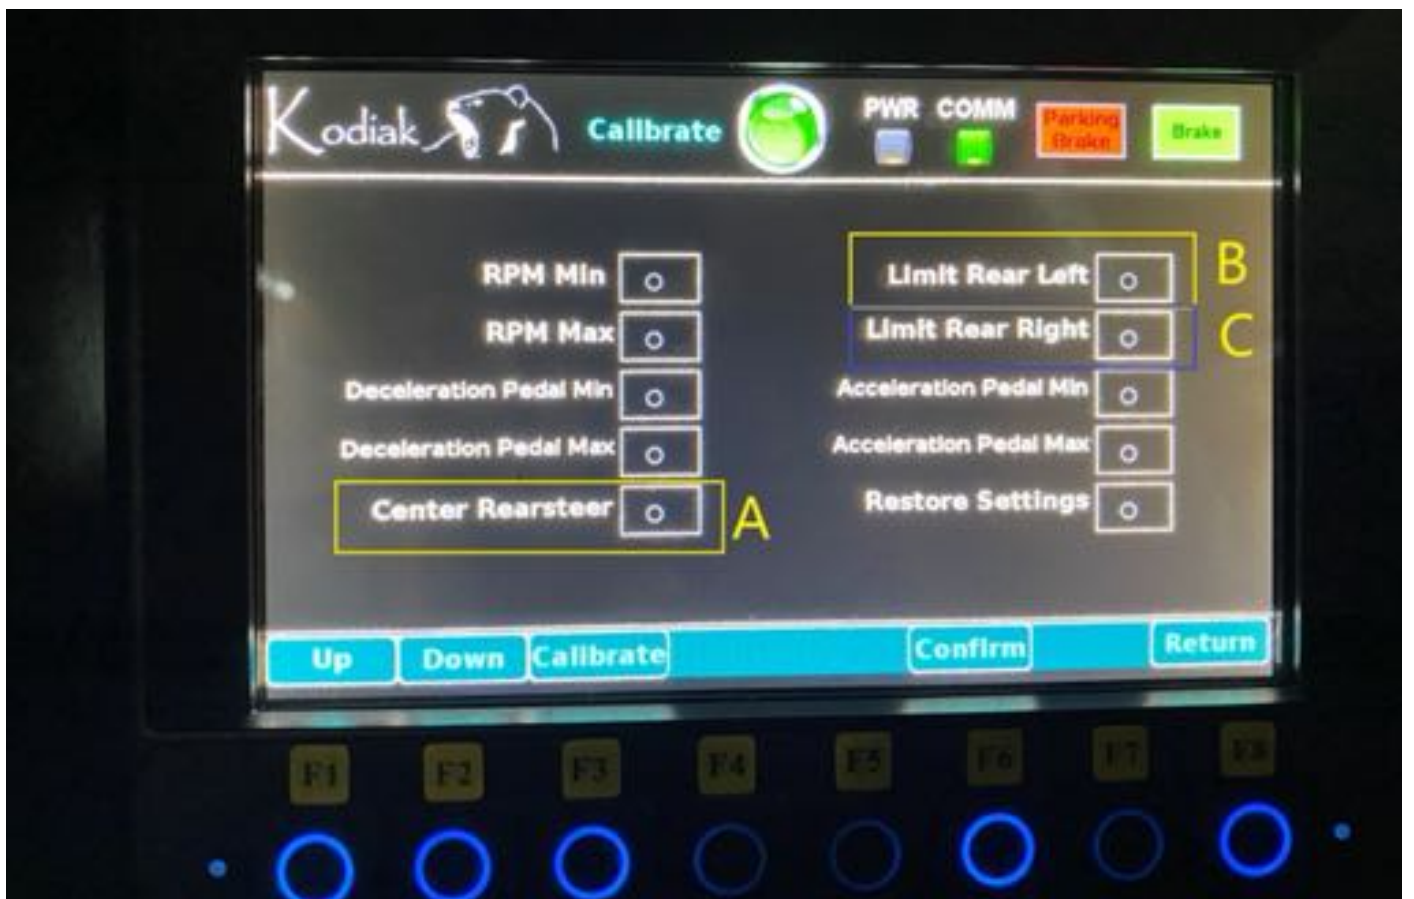 Kodiak
Calibrate
PWR COMM
Parking Brake
Brake
RPM Min
RPM Max
Deceleration Pedal Min
Deceleration Pedal Max
Center Rearsteer
A
Limit Rear Left
B
Limit Rear Right
C
Acceleration Pedal Min
Acceleration Pedal Max
Restore Settings
Up Down Calibrate Confirm Return
F1 F2 F3 F4 F5 F6 F7 F8